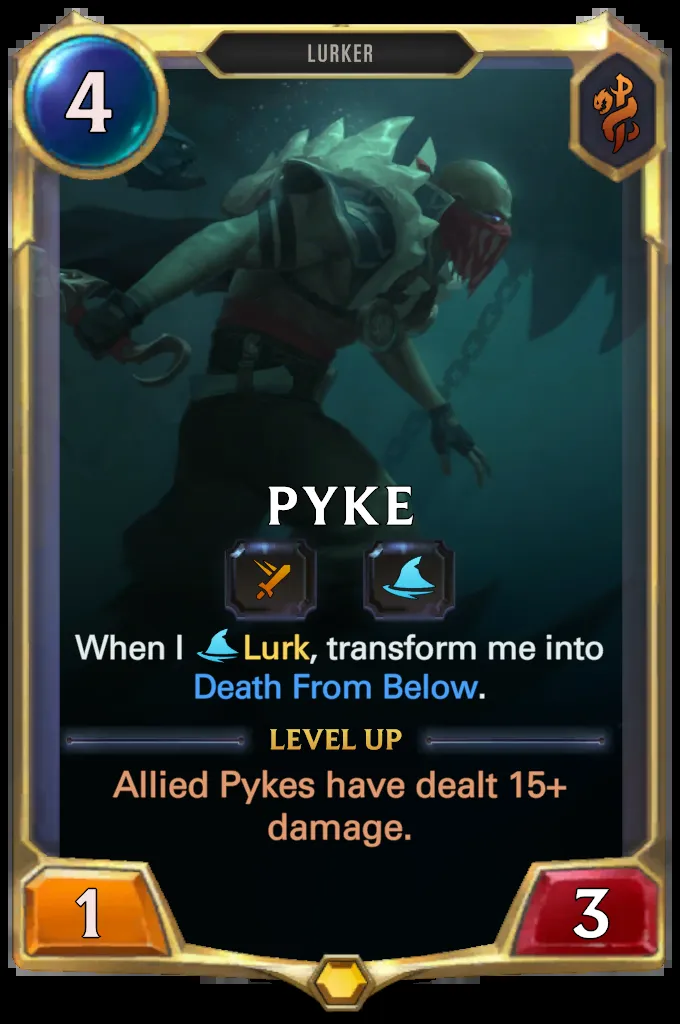 LURKER
4
PYKE
When I Lurk, transform me into
Death From Below.
LEVEL UP
Allied Pykes have dealt 15+
damage.
1
3